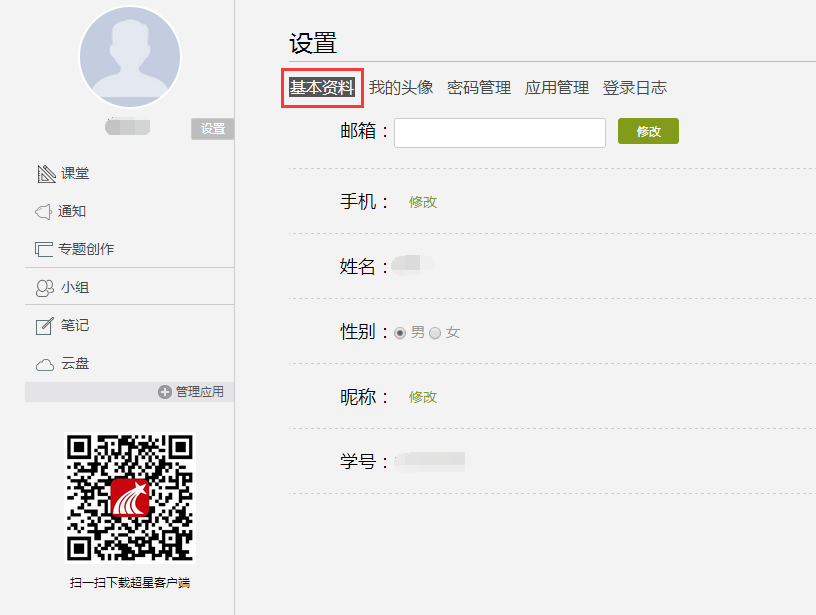 设置
课堂
通知
专题创作
小组
笔记
云盘
管理应用
扫一扫下载超星客户端
设置
基本资料 我的头像 密码管理 应用管理 登录日志
邮箱： 修改
手机： 修改
姓名：
性别： 男 女
昵称： 修改
学号：